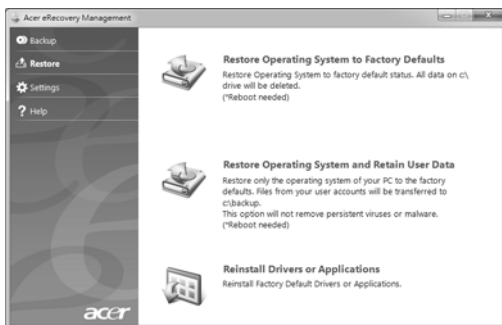 Acer eRecovery Management
Backup
Restore
Settings
? Help
Restore Operating System to Factory Defaults
Restore Operating System to factory default status. All data on c:\
drive will be deleted.
(*Reboot needed)
Restore Operating System and Retain User Data
Restore only the operating system of your PC to the factory
defaults. Files from your user accounts will be transferred to
c:\backup.
This option will not remove persistent viruses or malware.
(*Reboot needed)
Reinstall Drivers or Applications
Reinstall Factory Default Drivers or Applications.
acer